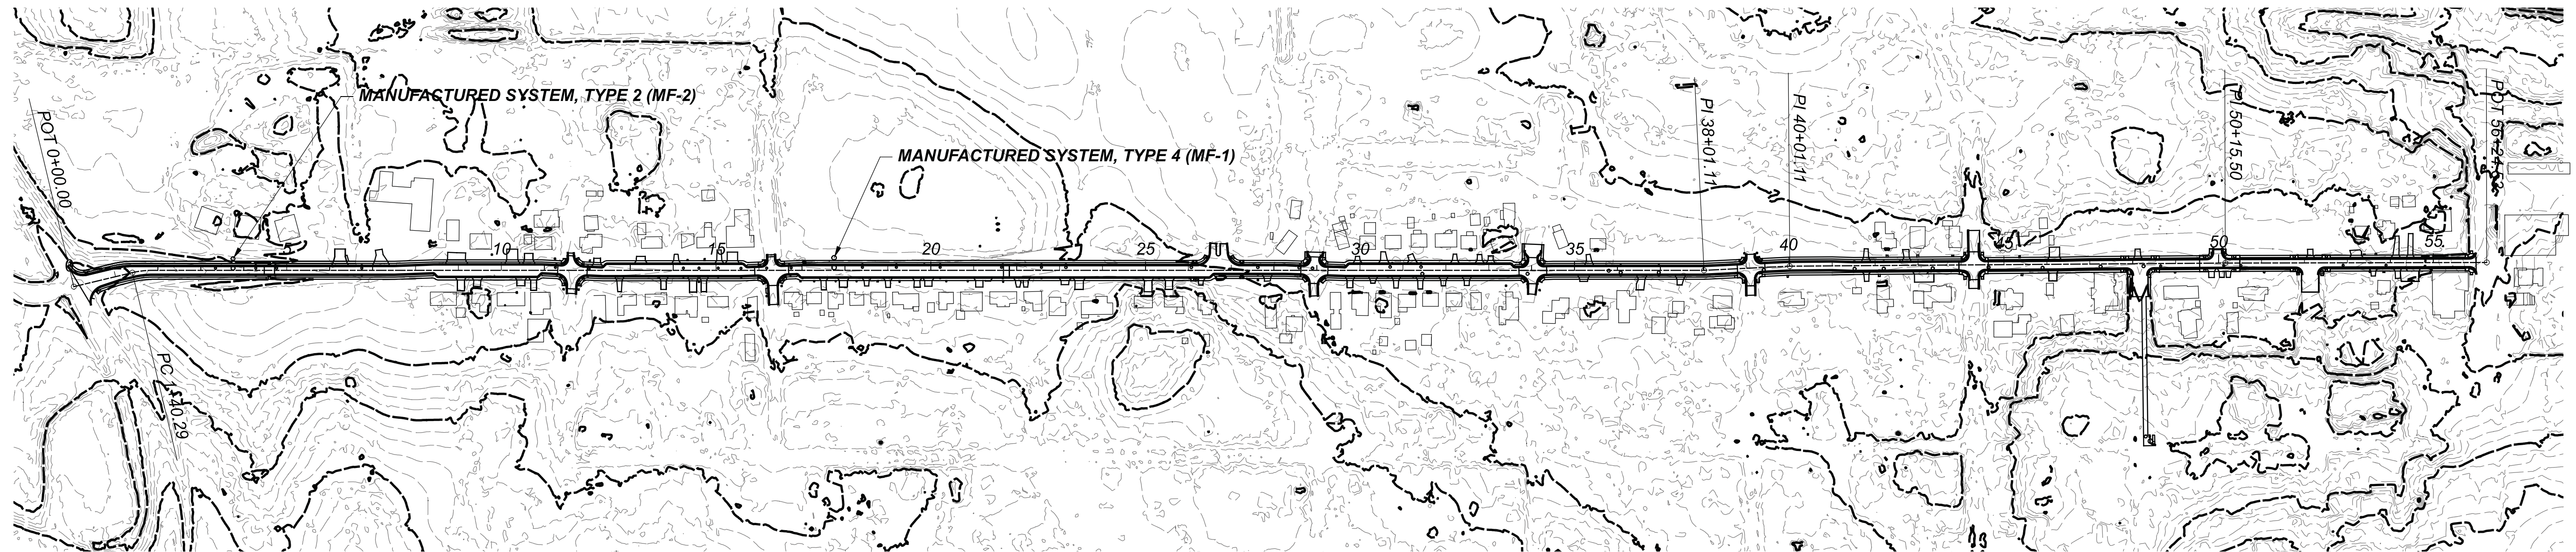 MANUFACTURED SYSTEM, TYPE 2 (MF-2)
MANUFACTURED SYSTEM, TYPE 4 (MF-1)
POT 0+00.00
PC 1+40.29
PI 38+01.11
PI 40+01.11
PI 50+15.50
5
10
15
20
25
30
35
40
45
50
55